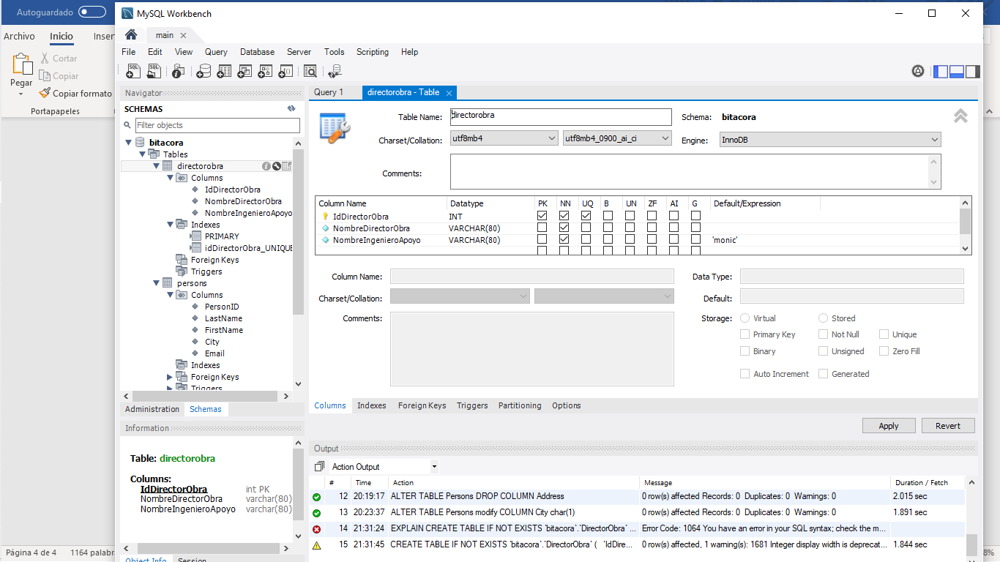 Autoguardado
MySQL Workbench
Archivo Inicio Inser
main
File Edit View Query Database Server Tools Scripting Help
Cortar
Copiar
Pegar
Copiar formato
Portapapeles
Navigator
SCHEMAS
Filter objects
bitacora
Tables
directorobra
Columns
IdDirectorObra
NombreDirectorObra
NombreIngenieroApoyo
Indexes
PRIMARY
idDirectorObra_UNIQUE
Foreign Keys
Triggers
persons
Columns
PersonID
LastName
FirstName
City
Email
Indexes
Foreign Keys
Triggers
Administration Schemas
Information
Table: directorobra
Columns:
IdDirectorObra int PK
NombreDirectorObra varchar(80)
NombreIngenieroApoyo varchar(80)
Object Info Session
Query 1 directorobra - Table
Table Name: directorobra Schema: bitacora
Charset/Collation: utf8mb4 utf8mb4_0900_ai_ci Engine: InnoDB
Comments:
Column Name Datatype PK NN UQ B UN ZF AI G Default/Expression
IdDirectorObra INT
NombreDirectorObra VARCHAR(80)
NombreIngenieroApoyo VARCHAR(80) 'monic'
Column Name: Data Type:
Charset/Collation: Default:
Comments: Storage: Virtual Stored
Primary Key Not Null Unique
Binary Unsigned Zero Fill
Auto Increment Generated
Columns Indexes Foreign Keys Triggers Partitioning Options
Apply Revert
Output
Action Output
# Time Action Message Duration / Fetch
12 20:19:17 ALTER TABLE Persons DROP COLUMN Address 0 row(s) affected Records: 0 Duplicates: 0 Warnings: 0 2.015 sec
13 20:23:37 ALTER TABLE Persons modify COLUMN City char(1) 0 row(s) affected Records: 0 Duplicates: 0 Warnings: 0 1.891 sec
14 21:31:24 EXPLAIN CREATE TABLE IF NOT EXISTS `bitacora`.`DirectorObra` ... Error Code: 1064 You have an error in your SQL syntax; check the m...
15 21:31:45 CREATE TABLE IF NOT EXISTS `bitacora`.`DirectorObra` ( `IdDire... 0 row(s) affected, 1 warning(s): 1681 Integer display width is deprecat... 1.844 sec
Página 4 de 4 1164 palabr
8%